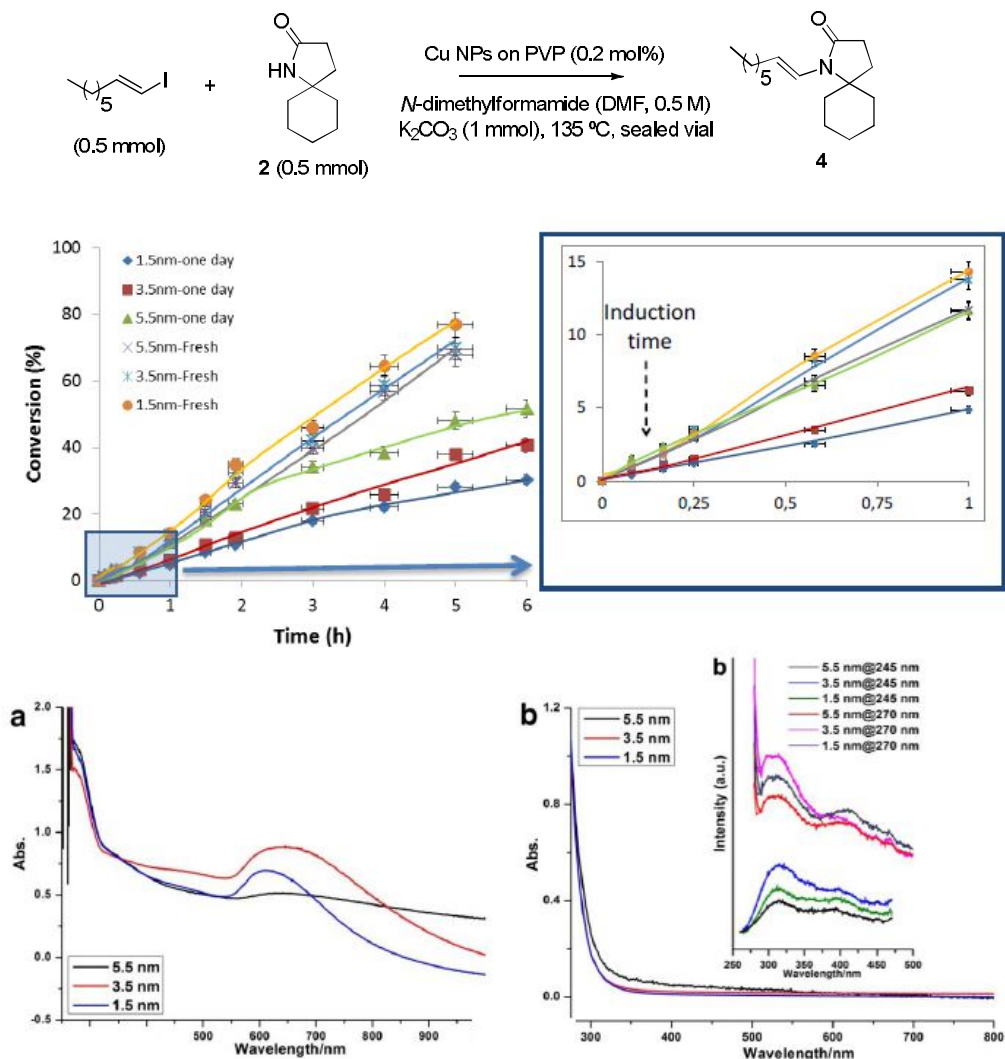 Cu NPs on PVP (0.2 mol%)
N-dimethylformamide (DMF, 0.5 M)
K2CO3 (1 mmol), 135 ºC, sealed vial
5
I
(0.5 mmol)
+
O
HN
2 (0.5 mmol)
5
O
N
4
Conversion (%)
100
80
60
40
20
0
1.5nm-one day
3.5nm-one day
5.5nm-one day
5.5nm-Fresh
3.5nm-Fresh
1.5nm-Fresh
0 1 2 3 4 5 6
Time (h)
15
10
5
0
Induction
time
0 0,25 0,5 0,75 1
a
Abs.
2.0
1.5
1.0
0.5
0.0
-0.5
5.5 nm
3.5 nm
1.5 nm
500 600 700 800 900
Wavelength/nm
b
Abs.
1.2
0.9
0.6
0.3
0.0
5.5 nm
3.5 nm
1.5 nm
300 400 500 600 700 800
Wavelength/nm
b
5.5 nm@245 nm
3.5 nm@245 nm
1.5 nm@245 nm
5.5 nm@270 nm
3.5 nm@270 nm
1.5 nm@270 nm
Intensity (a.u.)
250 300 350 400 450 500
Wavelength/nm